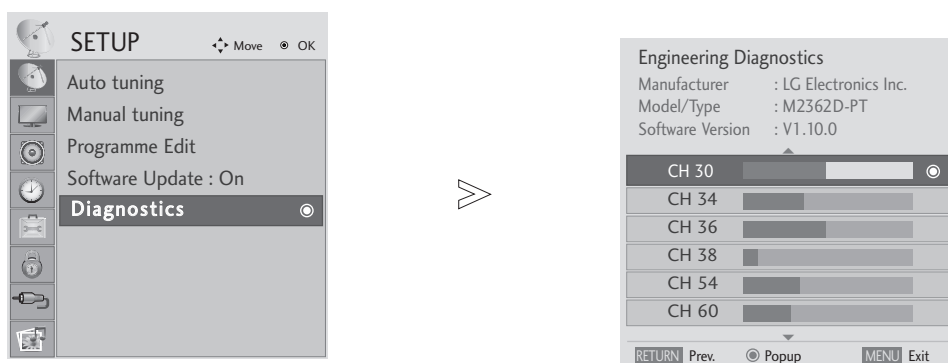 SETUP
Move OK
Auto tuning
Manual tuning
Programme Edit
Software Update : On
Diagnostics
Engineering Diagnostics
Manufacturer : LG Electronics Inc.
Model/Type : M2362D-PT
Software Version : V1.10.0
CH 30
CH 34
CH 36
CH 38
CH 54
CH 60
RETURN Prev. Popup MENU Exit